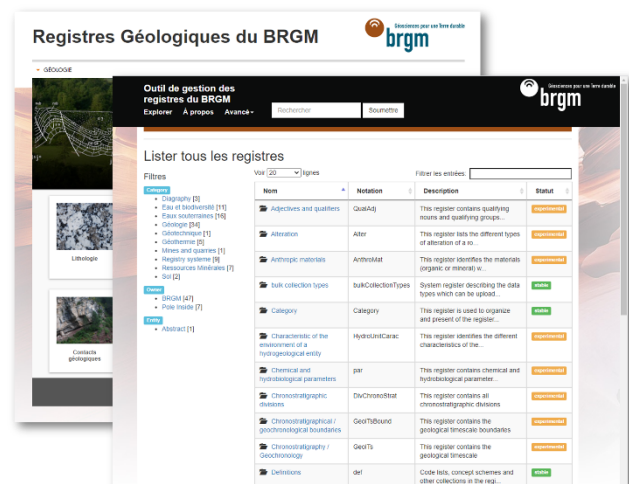 Registres Géologiques du BRGM
Géosciences pour une Terre durable
brgm
GÉOLOGIE
Lithologie
Contacts
géologiques
Outil de gestion des
registres du BRGM
Explorer À propos Avancé
Rechercher
Soumettre
Géosciences pour une Terre durable
brgm
Lister tous les registres
Filtres
Category
Diagraphy [3]
Eau et biodiversité [11]
Eaux souterraines [16]
Géologie [34]
Géotechnique [1]
Géothermie [5]
Mines and quarries [1]
Registry systeme [9]
Ressources Minérales [7]
Sol [2]
Owner
BRGM [47]
Pole Inside [7]
Entity
Abstract [1]
Voir 20 lignes
Filtrer les entrées:
Nom Notation Description Statut
Adjectives and qualifiers QualAdj This register contains qualifying experimental
nouns and qualifying groups...
Alteration Alter This register lists the different types experimental
of alteration of a ro...
Anthropic materials AnthroMat This register identifies the materials experimental
(organic or mineral) w...
bulk collection types bulkCollectionTypes System register describing the data stable
types which can be upload...
Category Category This register is used to organize stable
and present of the register...
Characteristic of the HydroUnitCarac This register identifies the different experimental
environment of a characteristics of the...
hydrogeological entity
Chemical and par This register contains chemical and experimental
hydrobiological parameters hydrobiological parameter...
Chronostratigraphic DivChronoStrat This register contains all experimental
divisions chronostratigraphic divisions
Chronostratigraphical / GeolTsBound This register contains the experimental
geochronological boundaries geological timescale boundaries
Chronostratigraphy / GeolTs This register contains the experimental
Geochronology geological timescale
Definitions def Code lists, concept schemes and stable
other collections in the regi...